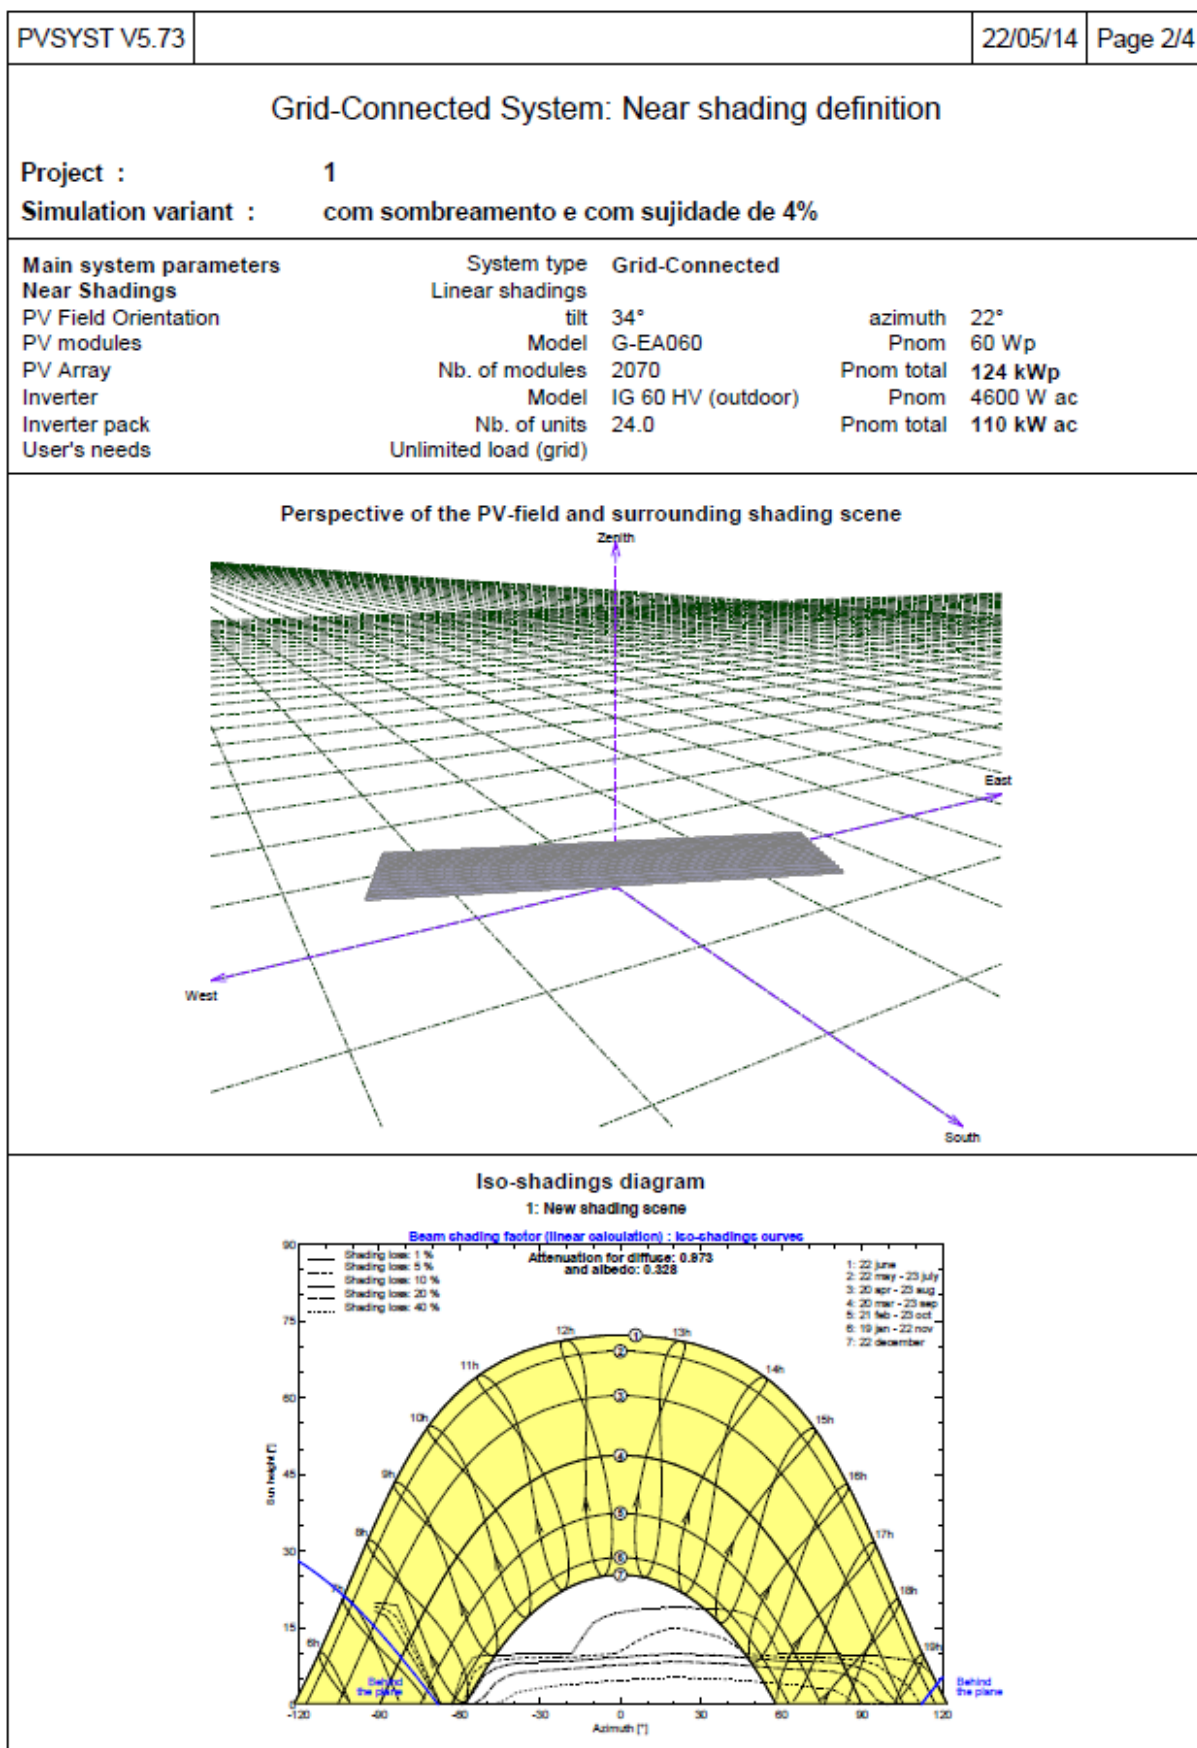 PVSYST V5.73 22/05/14 Page 2/4
Grid-Connected System: Near shading definition
Project : 1
Simulation variant : com sombreamento e com sujidade de 4%
Main system parameters System type Grid-Connected
Near Shadings Linear shadings
PV Field Orientation tilt 34° azimuth 22°
PV modules Model G-EA060 Pnom 60 Wp
PV Array Nb. of modules 2070 Pnom total 124 kWp
Inverter Model IG 60 HV (outdoor) Pnom 4600 W ac
Inverter pack Nb. of units 24.0 Pnom total 110 kW ac
User's needs Unlimited load (grid)
Perspective of the PV-field and surrounding shading scene
Zenith
East
West
South
Iso-shadings diagram
1: New shading scene
Beam shading factor (linear calculation) : Iso-shadings curves
Attenuation for diffuse: 0.973
and albedo: 0.328
Shading loss: 1 %
Shading loss: 5 %
Shading loss: 10 %
Shading loss: 20 %
Shading loss: 40 %
1: 22 june
2: 22 may - 23 july
3: 20 apr - 23 aug
4: 20 mar - 23 sep
5: 21 feb - 23 oct
6: 19 jan - 22 nov
7: 22 december
90
75
60
45
30
15
0
Sun height [°]
6h
7h
8h
9h
10h
11h
12h
13h
14h
15h
16h
17h
18h
19h
1
2
3
4
5
6
7
Behind
the plane
Behind
the plane
-120 -90 -60 -30 0 30 60 90 120
Azimuth [°]